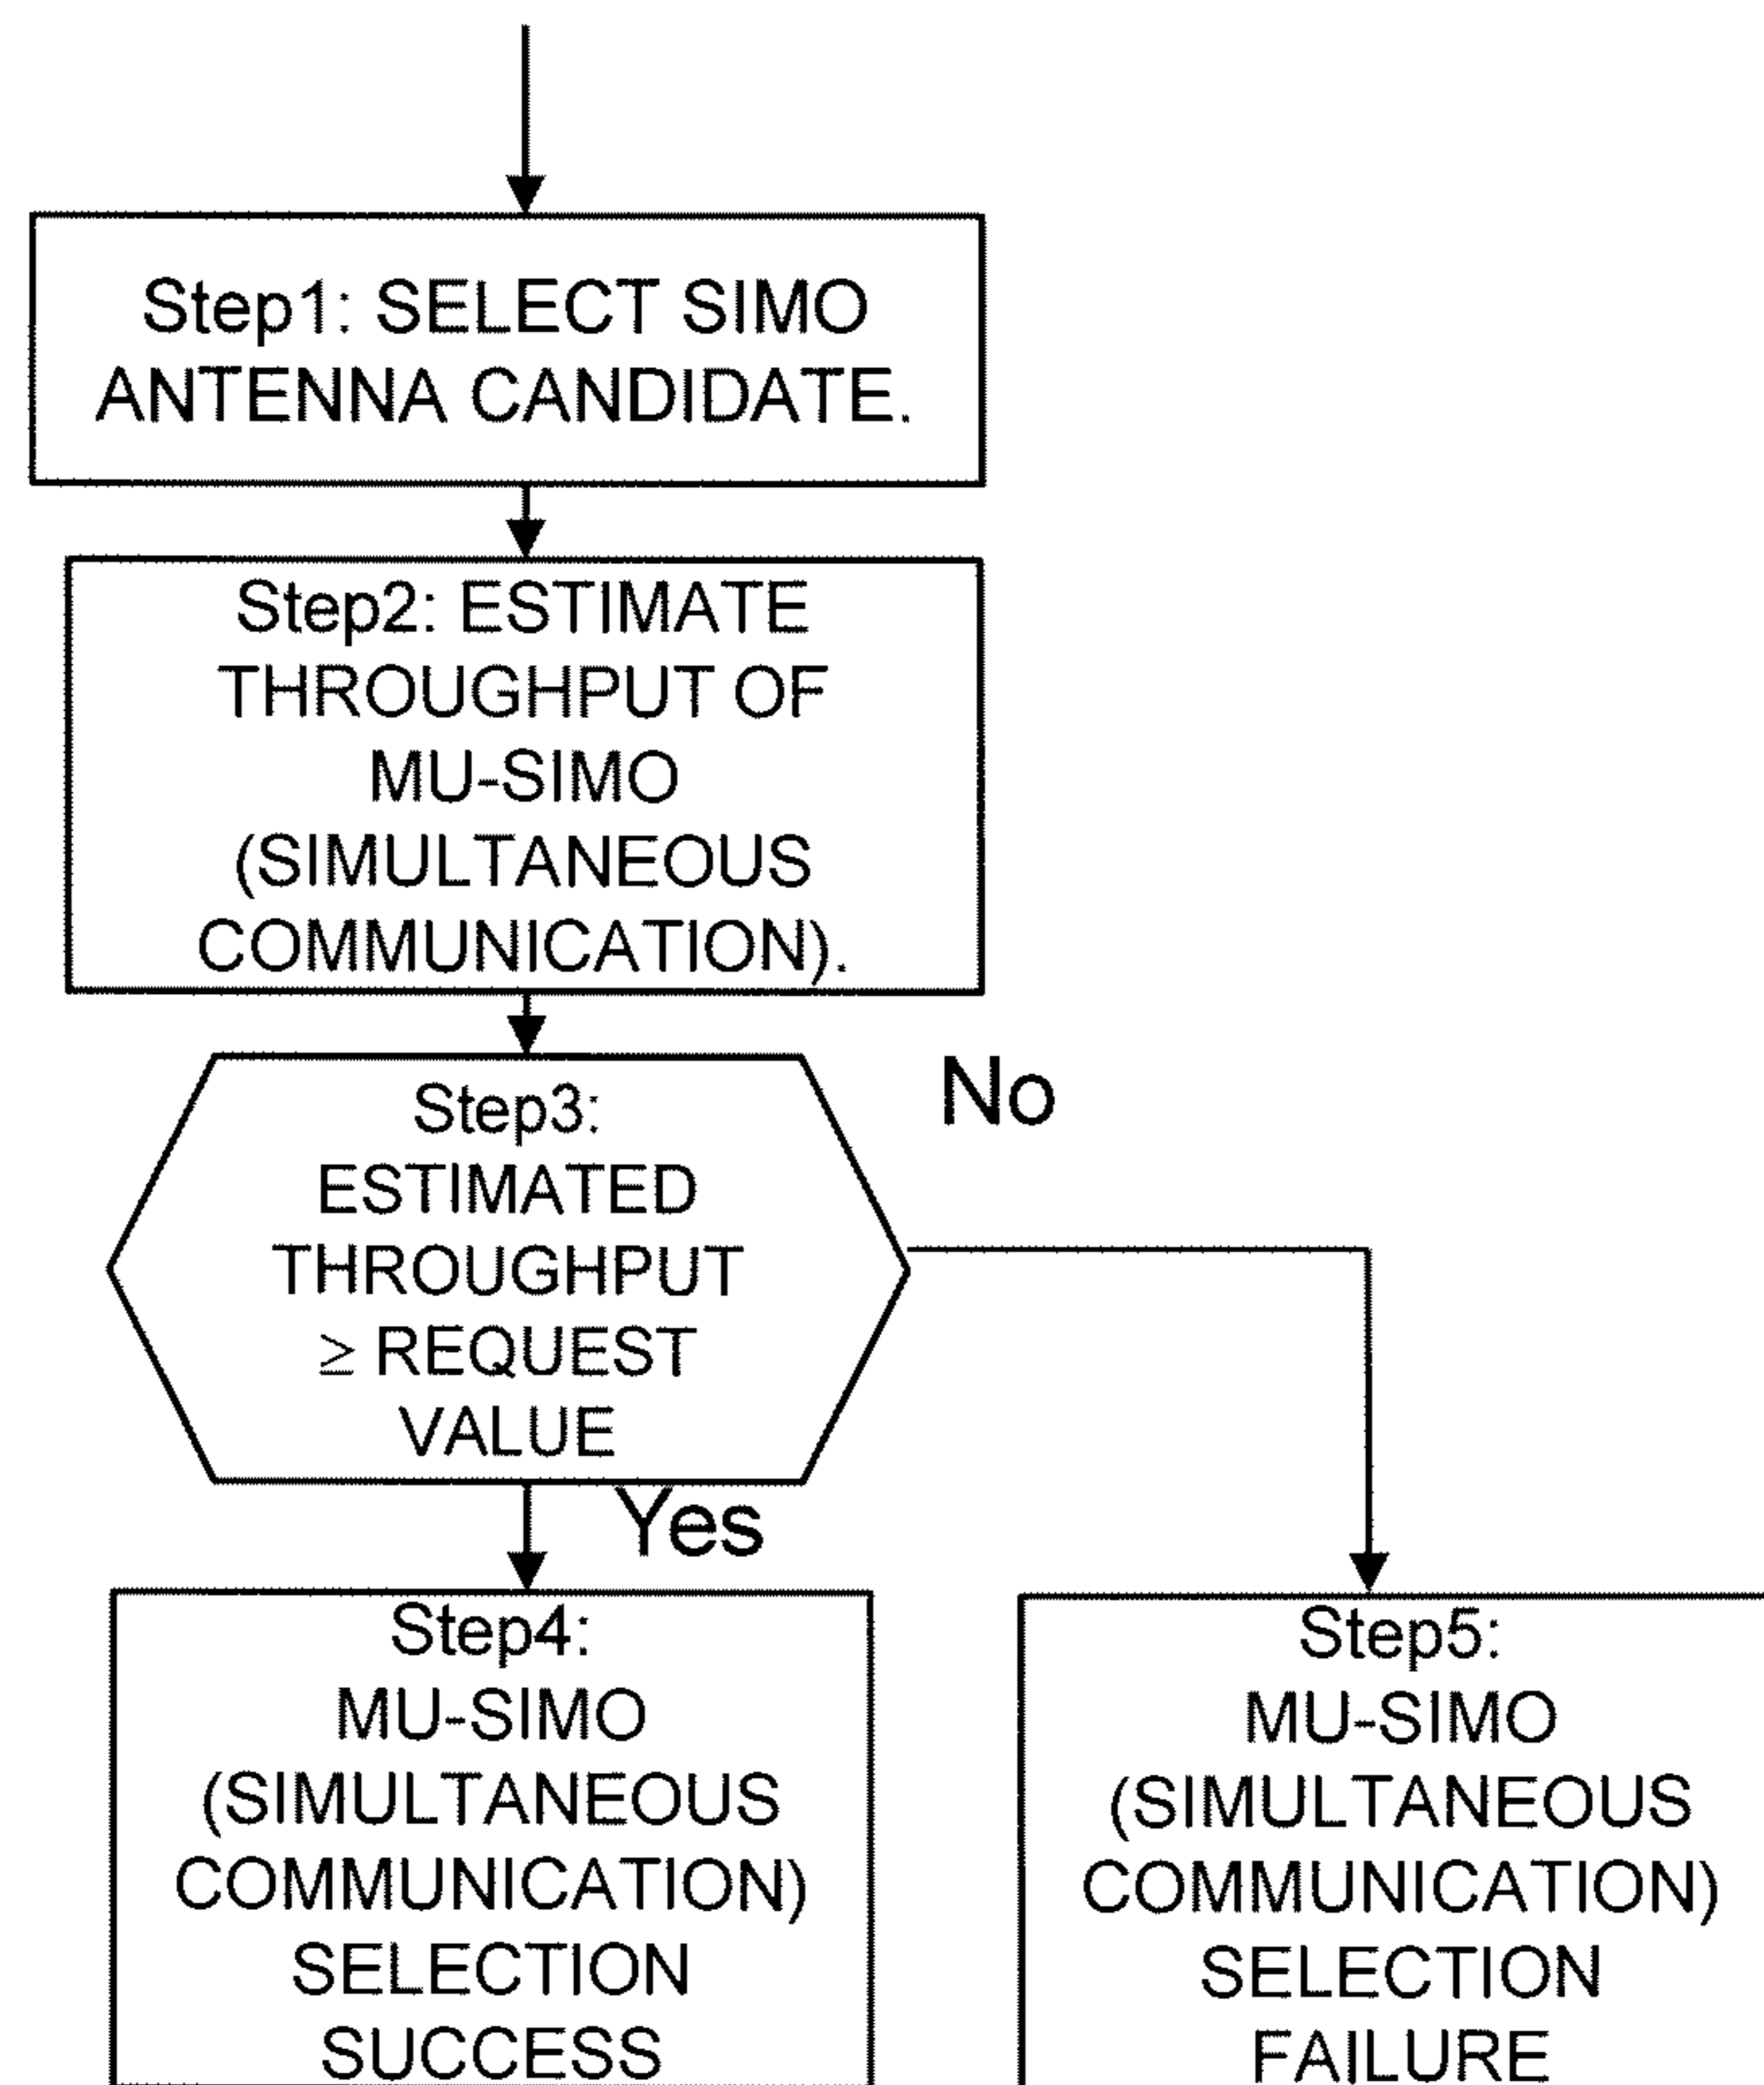 Step1: SELECT SIMO
ANTENNA CANDIDATE.
Step2: ESTIMATE
THROUGHPUT OF
MU-SIMO
(SIMULTANEOUS
COMMUNICATION).
No
Step3:
ESTIMATED
THROUGHPUT
≥ REQUEST
VALUE
Yes
Step4:
MU-SIMO
(SIMULTANEOUS
COMMUNICATION)
SELECTION
SUCCESS
Step5:
MU-SIMO
(SIMULTANEOUS
COMMUNICATION)
SELECTION
FAILURE